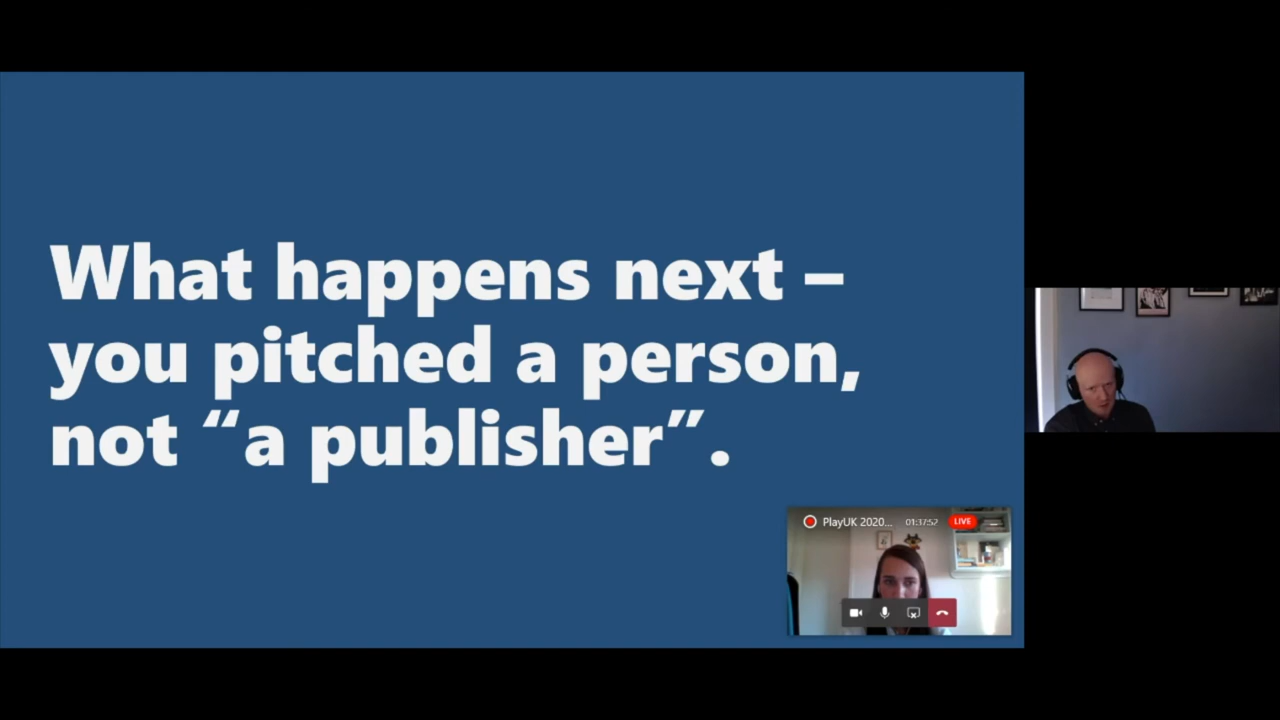 What happens next –
you pitched a person,
not “a publisher”.
PlayUK 2020... 01:37:52 LIVE